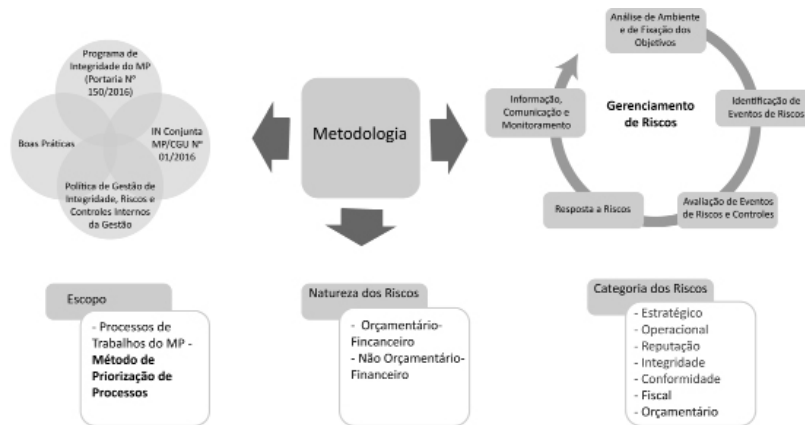 Programa de
Integridade do MP
(Portaria N°
150/2016)
Boas Práticas
IN Conjunta
MP/CGU N°
01/2016
Política de Gestão de
Integridade, Riscos e
Controles Internos
da Gestão
Metodologia
Análise de Ambiente
e de Fixação dos
Objetivos
Informação,
Comunicação e
Monitoramento
Gerenciamento
de Riscos
Identificação de
Eventos de Riscos
Resposta a Riscos
Avaliação de Eventos
de Riscos e Controles
Escopo
- Processos de
Trabalhos do MP -
Método de
Priorização de
Processos
Natureza dos Riscos
- Orçamentário-
Fincanceiro
- Não Orçamentário-
Financeiro
Categoria dos Riscos
- Estratégico
- Operacional
- Reputação
- Integridade
- Conformidade
- Fiscal
- Orçamentário